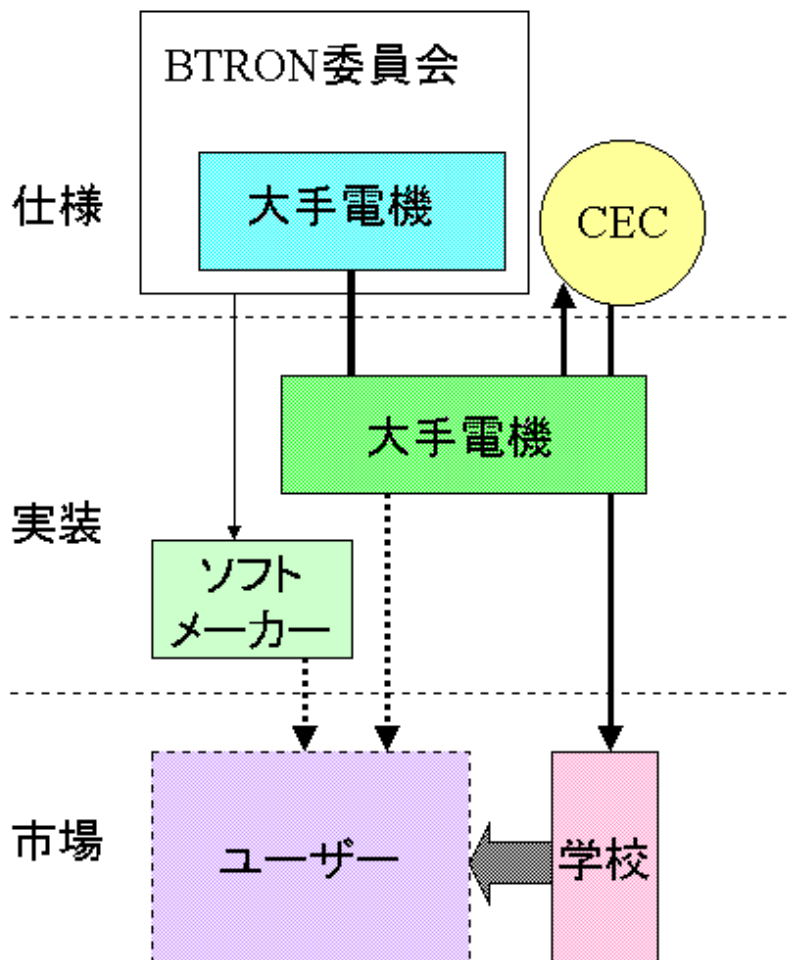 BTRON委員会
仕様
大手電機
CEC
大手電機
実装
ソフト
メーカー
市場
ユーザー
学校